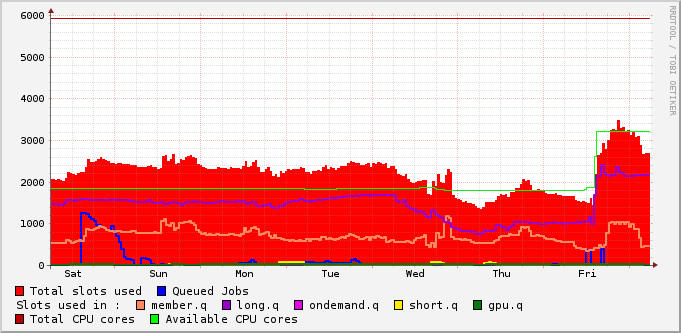 RRDTOOL / TOBI OETIKER
6000
5000
4000
3000
2000
1000
0
Sat Sun Mon Tue Wed Thu Fri
Total slots used Queued Jobs
Slots used in : member.q long.q ondemand.q short.q gpu.q
Total CPU cores Available CPU cores